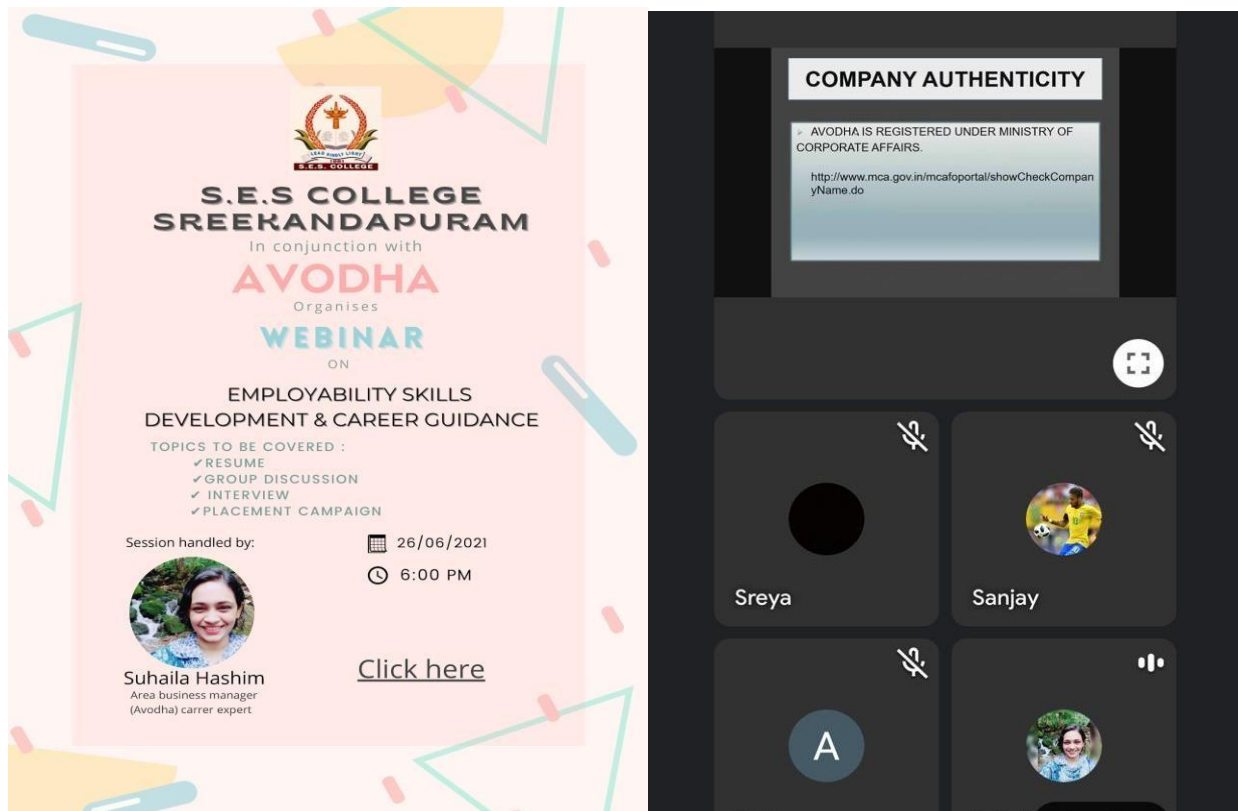 LEAD KINDLY LIGHT
S.E.S. COLLEGE
S.E.S COLLEGE
SREEKANDAPURAM
In conjunction with
AVODHA
Organises
WEBINAR
ON
EMPLOYABILITY SKILLS
DEVELOPMENT & CAREER GUIDANCE
TOPICS TO BE COVERED :
✔RESUME
✔GROUP DISCUSSION
✔ INTERVIEW
✔PLACEMENT CAMPAIGN
Session handled by:
26/06/2021
6:00 PM
Suhaila Hashim
Area business manager
(Avodha) carrer expert
Click here
COMPANY AUTHENTICITY
AVODHA IS REGISTERED UNDER MINISTRY OF
CORPORATE AFFAIRS.
http://www.mca.gov.in/mcafoportal/showCheckCompan
yName.do
Sreya
Sanjay
A